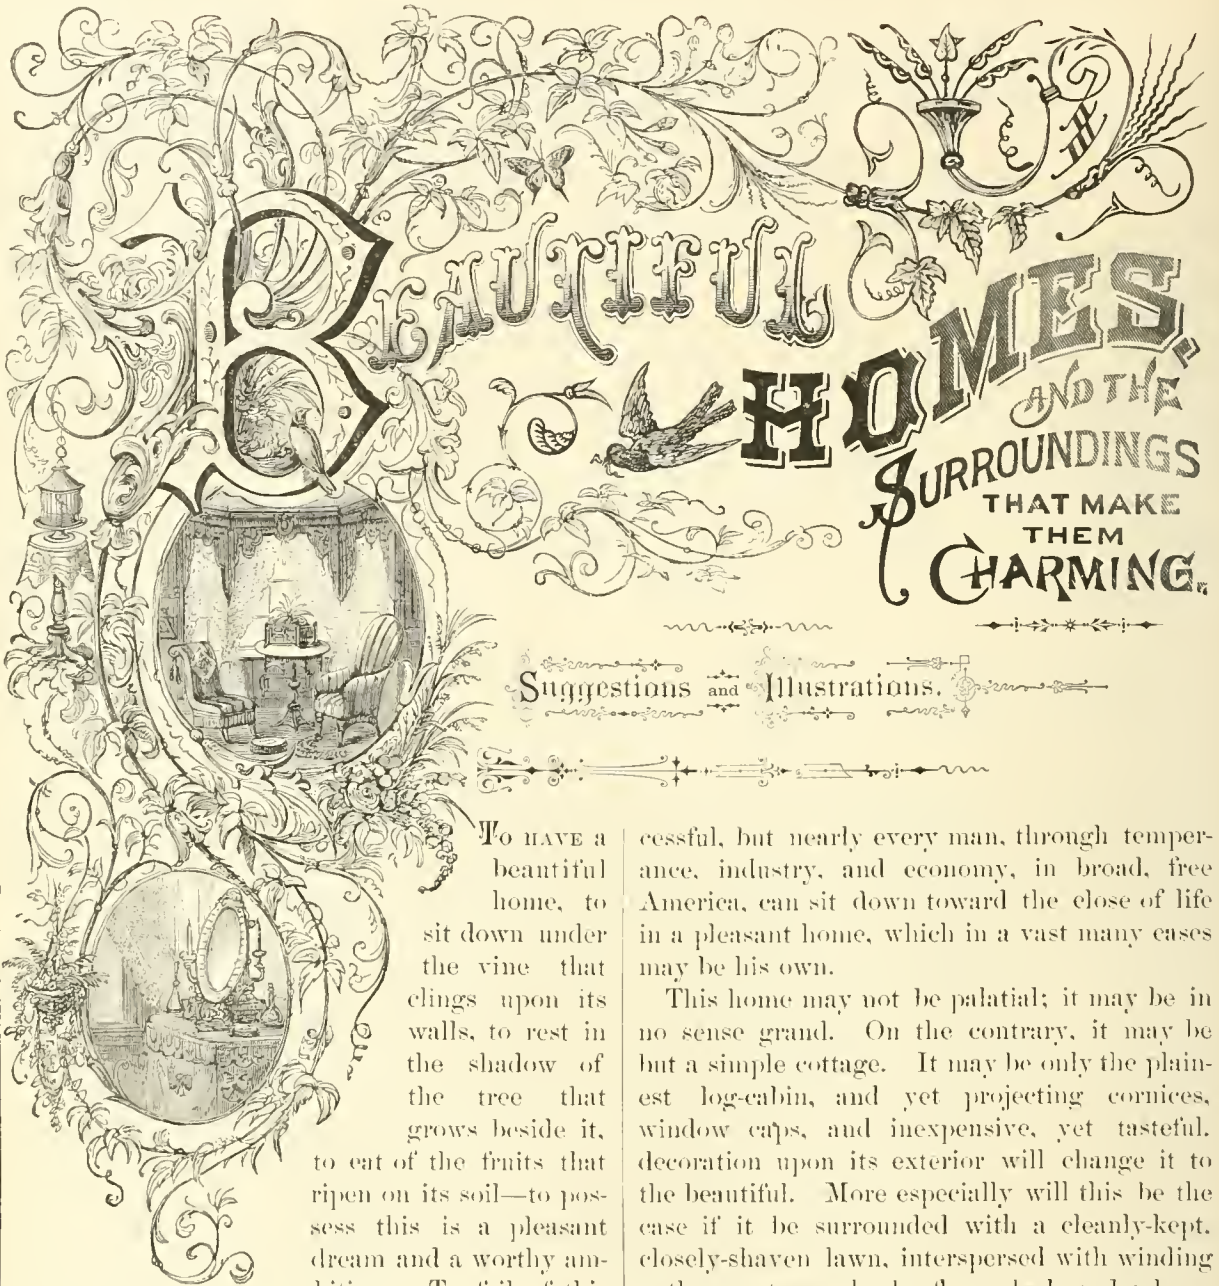 BEAUTIFUL
HOMES,
AND THE
SURROUNDINGS
THAT MAKE
THEM
CHARMING.
Suggestions and Illustrations.
TO HAVE a
beautiful
home, to
sit down under
the vine that
clings upon its
walls, to rest in
the shadow of
the tree that
grows beside it,
to eat of the fruits that
ripen on its soil—to pos-
sess this is a pleasant
dream and a worthy am-
cessful, but nearly every man, through temper-
ance, industry, and economy, in broad, free
America, can sit down toward the close of life
in a pleasant home, which in a vast many cases
may be his own.
This home may not be palatial; it may be in
no sense grand. On the contrary, it may be
but a simple cottage. It may be only the plain-
est log-cabin, and yet projecting cornices,
window caps, and inexpensive, yet tasteful.
decoration upon its exterior will change it to
the beautiful. More especially will this be the
case if it be surrounded with a cleanly-kept.
closely-shaven lawn, interspersed with winding